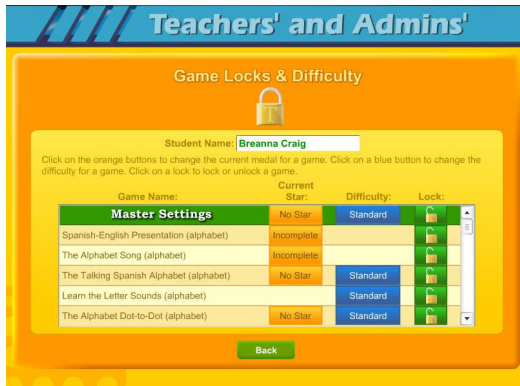 Teachers' and Admins'
Game Locks & Difficulty
T
Student Name: Breanna Craig
Click on the orange buttons to change the current medal for a game. Click on a blue button to change the
difficulty for a game. Click on a lock to lock or unlock a game.
Game Name: Current Star: Difficulty: Lock:
Master Settings No Star Standard
Spanish-English Presentation (alphabet) Incomplete
The Alphabet Song (alphabet) Incomplete
The Talking Spanish Alphabet (alphabet) No Star Standard
Learn the Letter Sounds (alphabet) Standard
The Alphabet Dot-to-Dot (alphabet) No Star Standard
Back